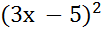 (3x − 5)²